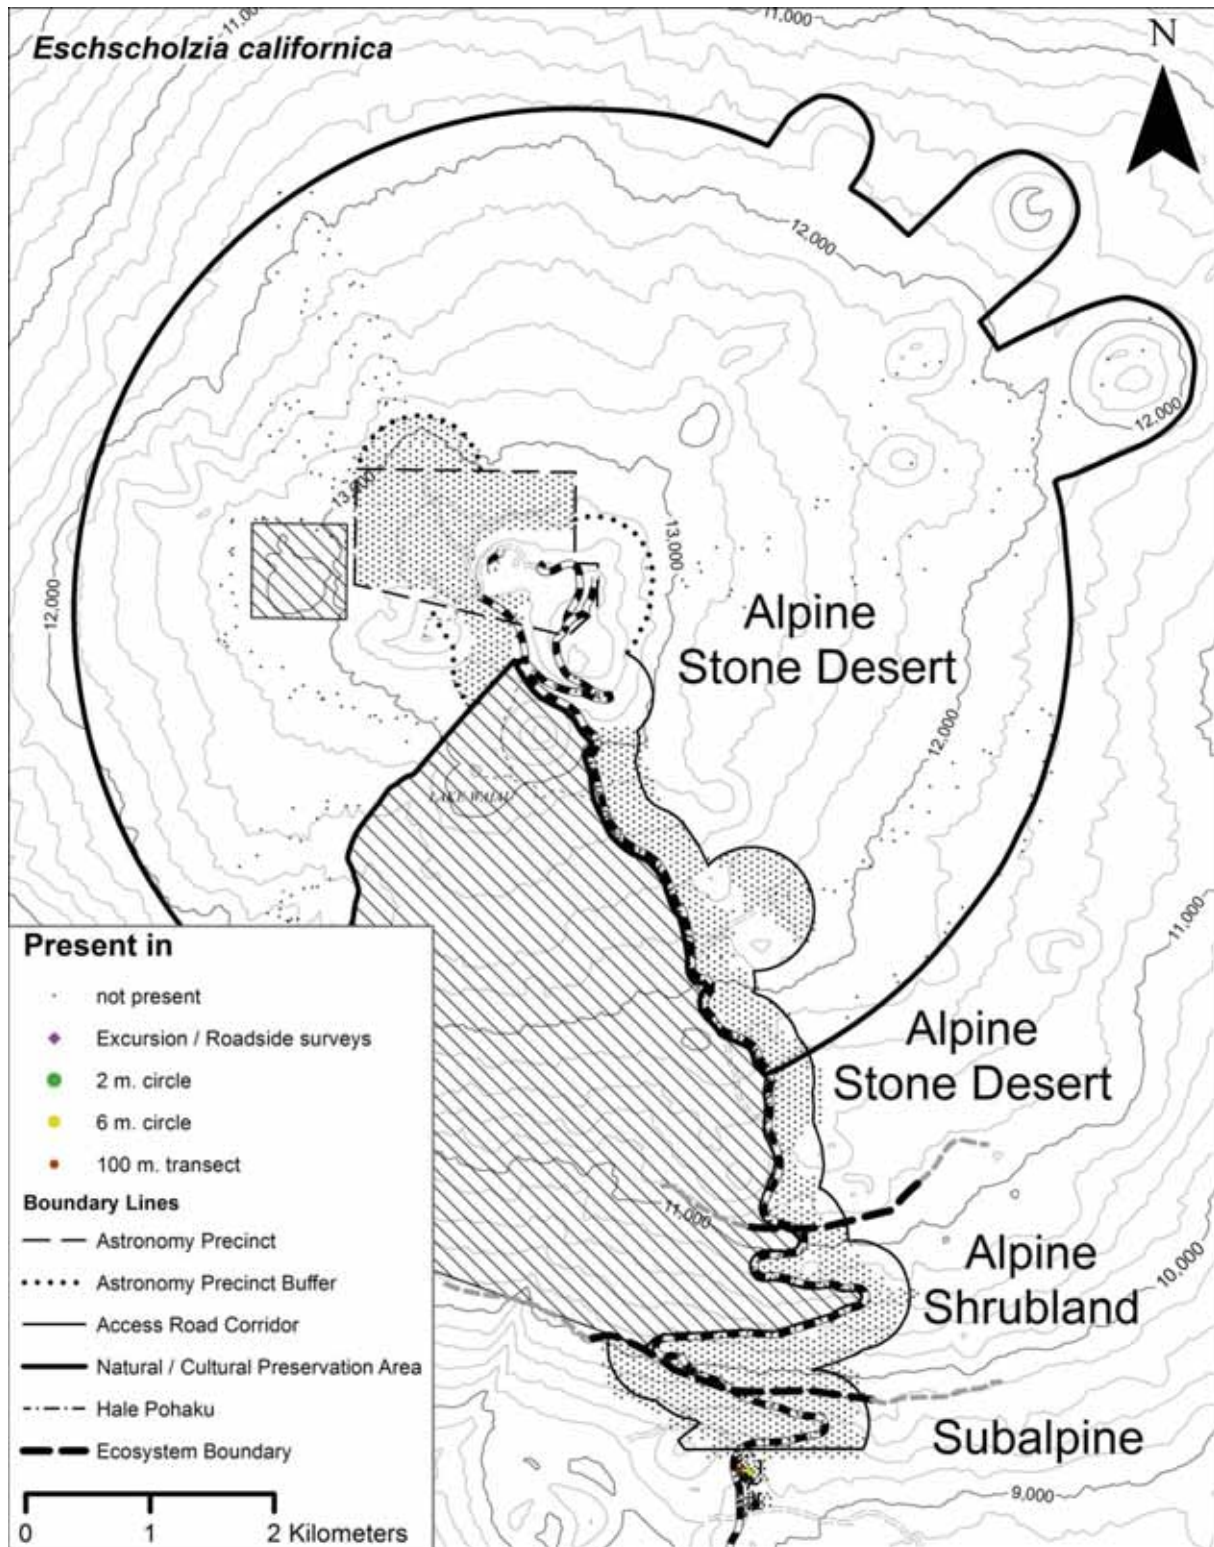 11,000
11,000
N
Eschscholzia californica
12,000
12,000
13,000
13,000
12,000
Alpine
Stone Desert
12,000
LAKE WAIAU
11,000
Present in
not present
Excursion / Roadside surveys
2 m. circle
6 m. circle
100 m. transect
Boundary Lines
Astronomy Precinct
Astronomy Precinct Buffer
Access Road Corridor
Natural / Cultural Preservation Area
Hale Pohaku
Ecosystem Boundary
0 1 2 Kilometers
Alpine
Stone Desert
11,000
Alpine
Shrubland
10,000
Subalpine
9,000